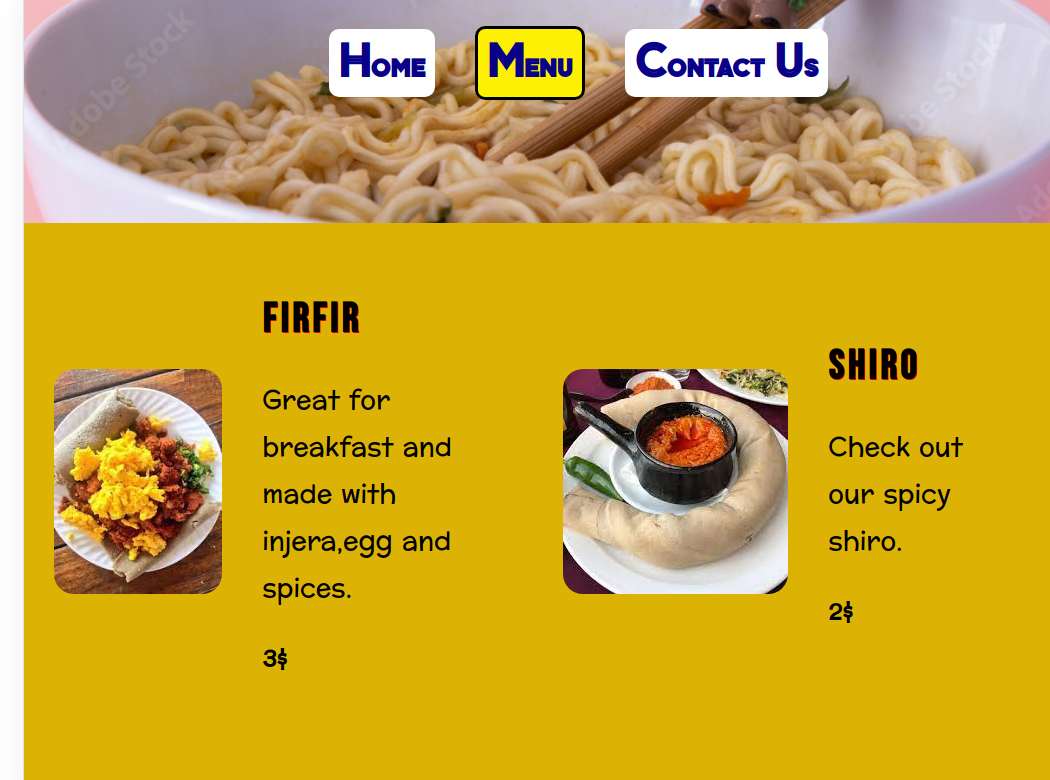 Home Menu Contact Us
FIRFIR
Great for
breakfast and
made with
injera,egg and
spices.
3$
SHIRO
Check out
our spicy
shiro.
2$